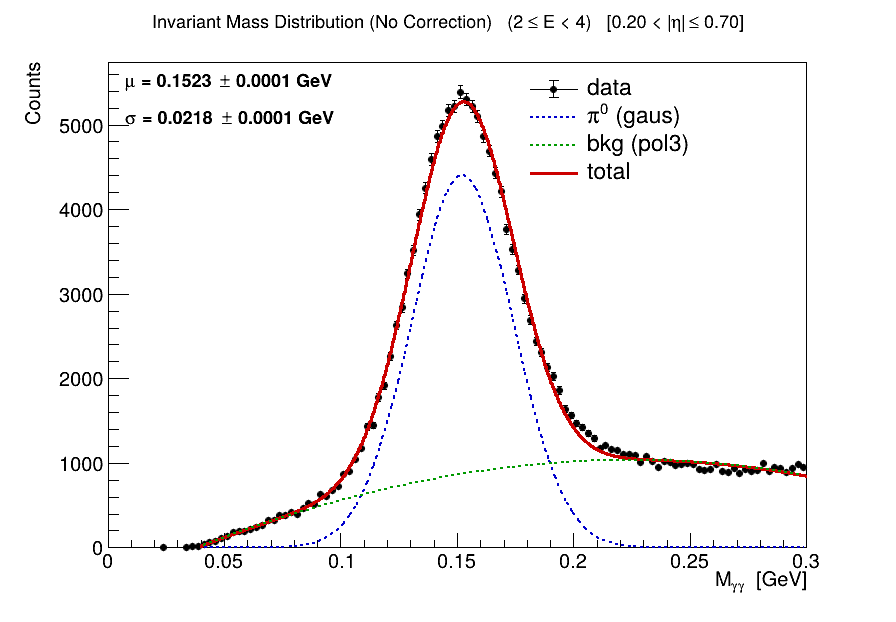 Invariant Mass Distribution (No Correction) (2 ≤ E < 4) [0.20 < |η| ≤ 0.70]
Counts
μ = 0.1523 ± 0.0001 GeV
σ = 0.0218 ± 0.0001 GeV
data
π⁰ (gaus)
bkg (pol3)
total
5000
4000
3000
2000
1000
0
0 0.05 0.1 0.15 0.2 0.25 0.3
Mγγ [GeV]